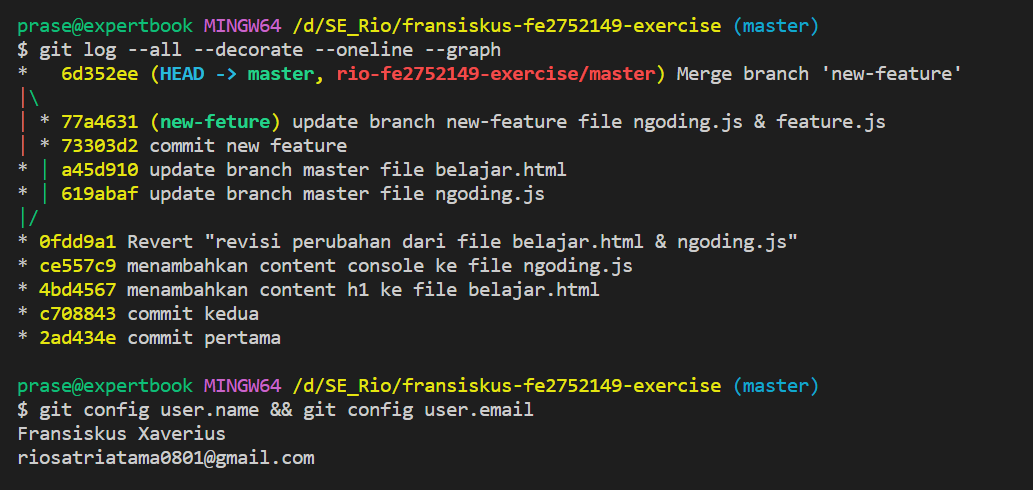 prase@expertbook MINGW64 /d/SE_Rio/fransiskus-fe2752149-exercise (master)
$ git log --all --decorate --oneline --graph
*   6d352ee (HEAD -> master, rio-fe2752149-exercise/master) Merge branch 'new-feature'
|\
| * 77a4631 (new-feture) update branch new-feature file ngoding.js & feature.js
| * 73303d2 commit new feature
* | a45d910 update branch master file belajar.html
* | 619abaf update branch master file ngoding.js
|/
* 0fdd9a1 Revert "revisi perubahan dari file belajar.html & ngoding.js"
* ce557c9 menambahkan content console ke file ngoding.js
* 4bd4567 menambahkan content h1 ke file belajar.html
* c708843 commit kedua
* 2ad434e commit pertama
prase@expertbook MINGW64 /d/SE_Rio/fransiskus-fe2752149-exercise (master)
$ git config user.name && git config user.email
Fransiskus Xaverius
riosatriatama0801@gmail.com